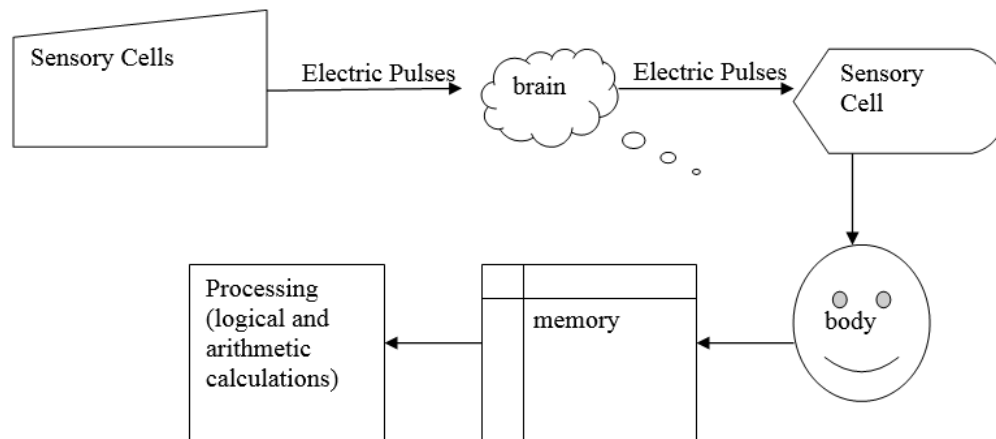 Sensory Cells
Electric Pulses
brain
Electric Pulses
Sensory
Cell
Processing
(logical and
arithmetic
calculations)
memory
body